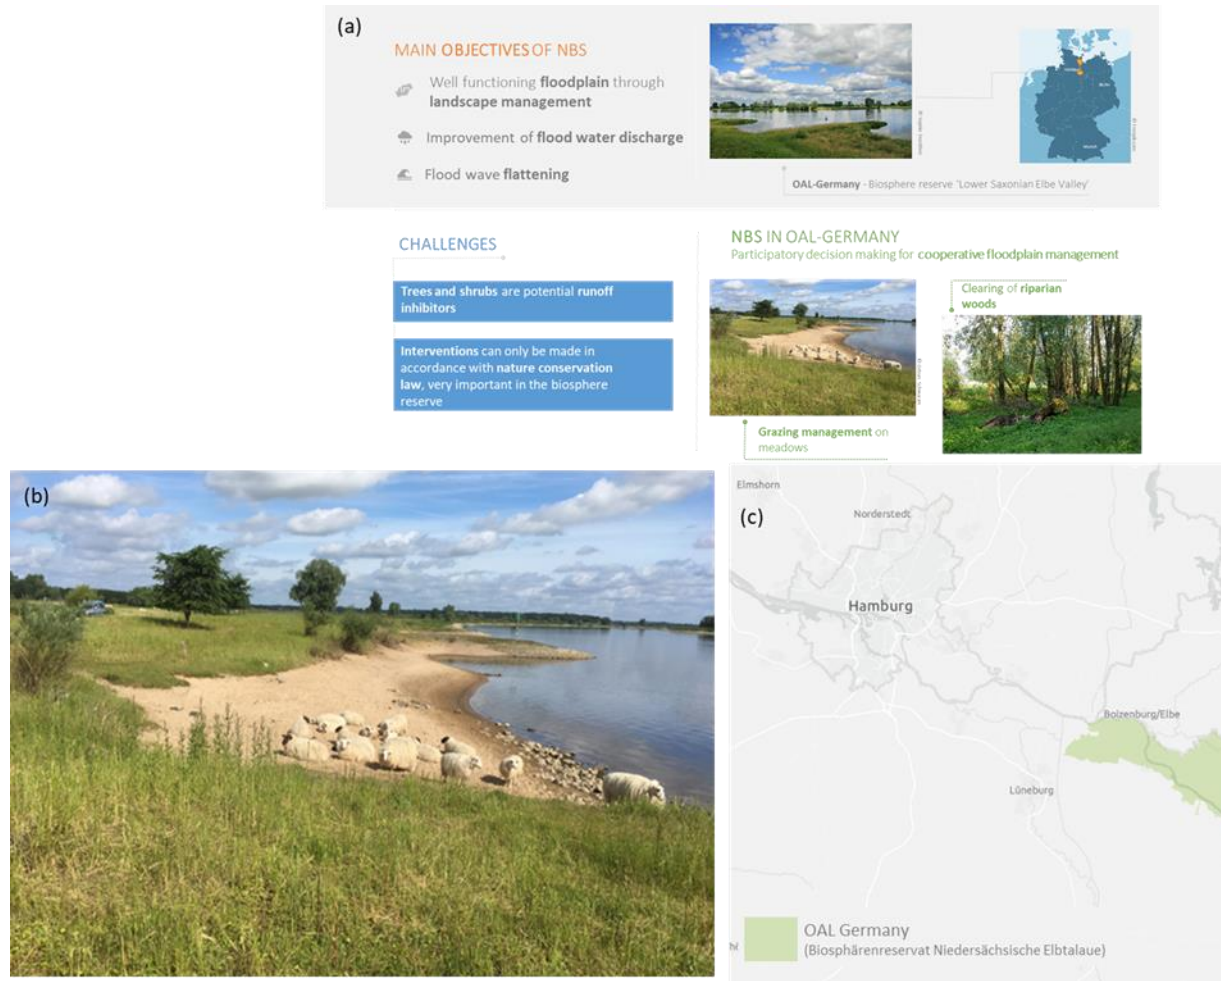 (a)
MAIN OBJECTIVES OF NBS
Well functioning floodplain through
landscape management
Improvement of flood water discharge
Flood wave flattening
OAL-Germany - Biosphere reserve 'Lower Saxonian Elbe Valley'
CHALLENGES
Trees and shrubs are potential runoff
inhibitors
Interventions can only be made in
accordance with nature conservation
law, very important in the biosphere
reserve
NBS IN OAL-GERMANY
Participatory decision making for cooperative floodplain management
Clearing of riparian
woods
Grazing management on
meadows
(b)
(c)
Elmshorn
Norderstedt
Hamburg
Boizenburg/Elbe
Lüneburg
OAL Germany
(Biosphärenreservat Niedersächsische Elbtalaue)